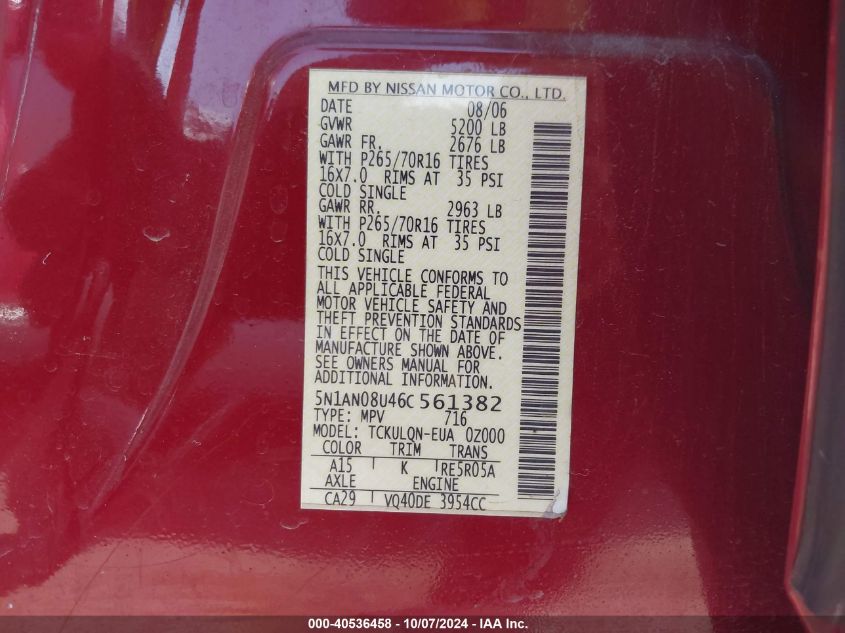 MFD BY NISSAN MOTOR CO., LTD.
DATE 08/06
GVWR 5200 LB
GAWR FR. 2676 LB
WITH P265/70R16 TIRES
16X7.0 RIMS AT 35 PSI
COLD SINGLE
GAWR RR. 2963 LB
WITH P265/70R16 TIRES
16X7.0 RIMS AT 35 PSI
COLD SINGLE
THIS VEHICLE CONFORMS TO
ALL APPLICABLE FEDERAL
MOTOR VEHICLE SAFETY AND
THEFT PREVENTION STANDARDS
IN EFFECT ON THE DATE OF
MANUFACTURE SHOWN ABOVE.
SEE OWNERS MANUAL FOR
ADDITIONAL INFORMATION.
5N1AN08U46C561382
TYPE: MPV 716
MODEL: TCKULQN-EUA 0Z000
COLOR TRIM TRANS
A15 K RE5R05A
AXLE ENGINE
CA29 VQ40DE 3954CC
000-40536458 - 10/07/2024 - IAA Inc.